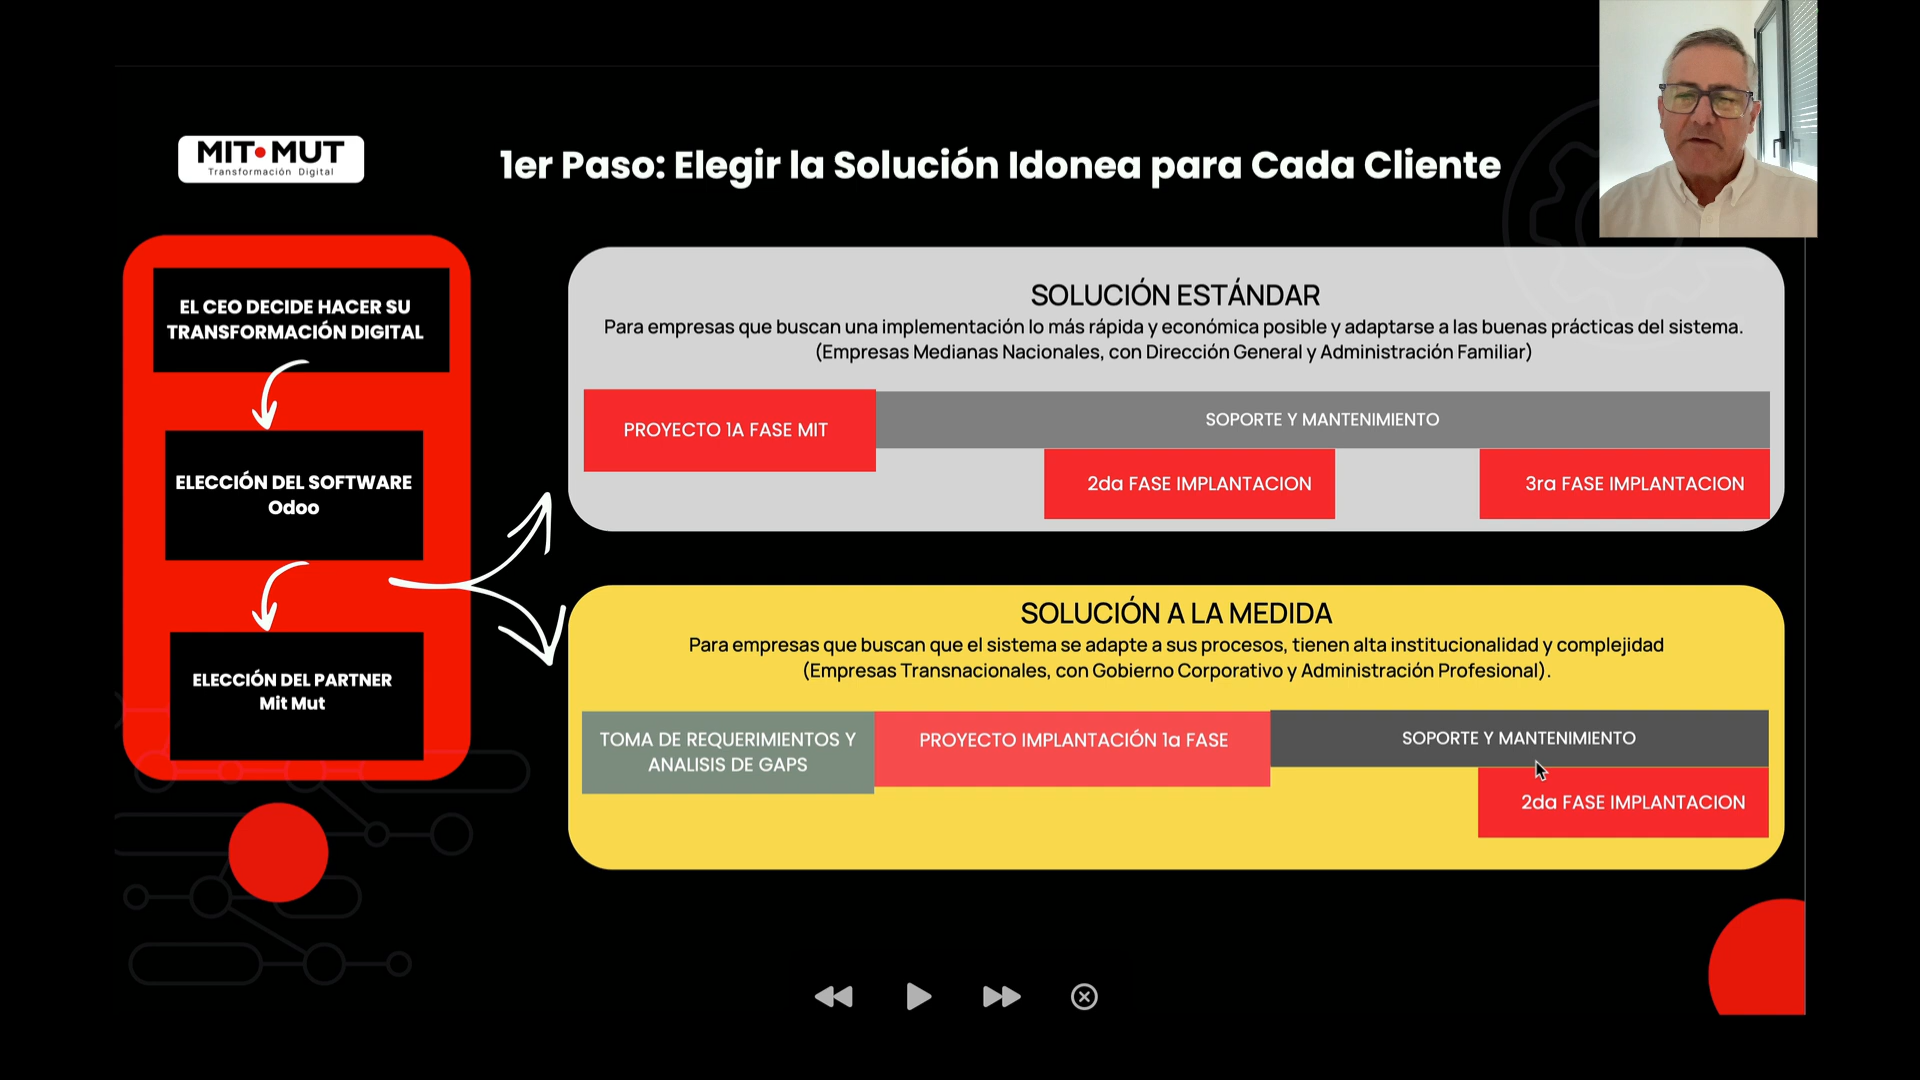 MIT•MUT
Transformación Digital
1er Paso: Elegir la Solución Idonea para Cada Cliente
EL CEO DECIDE HACER SU
TRANSFORMACIÓN DIGITAL
ELECCIÓN DEL SOFTWARE
Odoo
ELECCIÓN DEL PARTNER
Mit Mut
SOLUCIÓN ESTÁNDAR
Para empresas que buscan una implementación lo más rápida y económica posible y adaptarse a las buenas prácticas del sistema.
(Empresas Medianas Nacionales, con Dirección General y Administración Familiar)
PROYECTO 1A FASE MIT
SOPORTE Y MANTENIMIENTO
2da FASE IMPLANTACION
3ra FASE IMPLANTACION
SOLUCIÓN A LA MEDIDA
Para empresas que buscan que el sistema se adapte a sus procesos, tienen alta institucionalidad y complejidad
(Empresas Transnacionales, con Gobierno Corporativo y Administración Profesional).
TOMA DE REQUERIMIENTOS Y
ANALISIS DE GAPS
PROYECTO IMPLANTACIÓN 1a FASE
SOPORTE Y MANTENIMIENTO
2da FASE IMPLANTACION